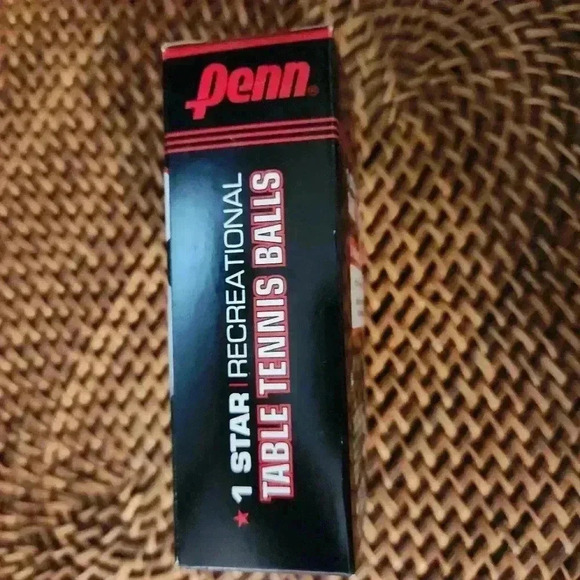 Penn®
★ 1 STAR | RECREATIONAL
TABLE TENNIS BALLS